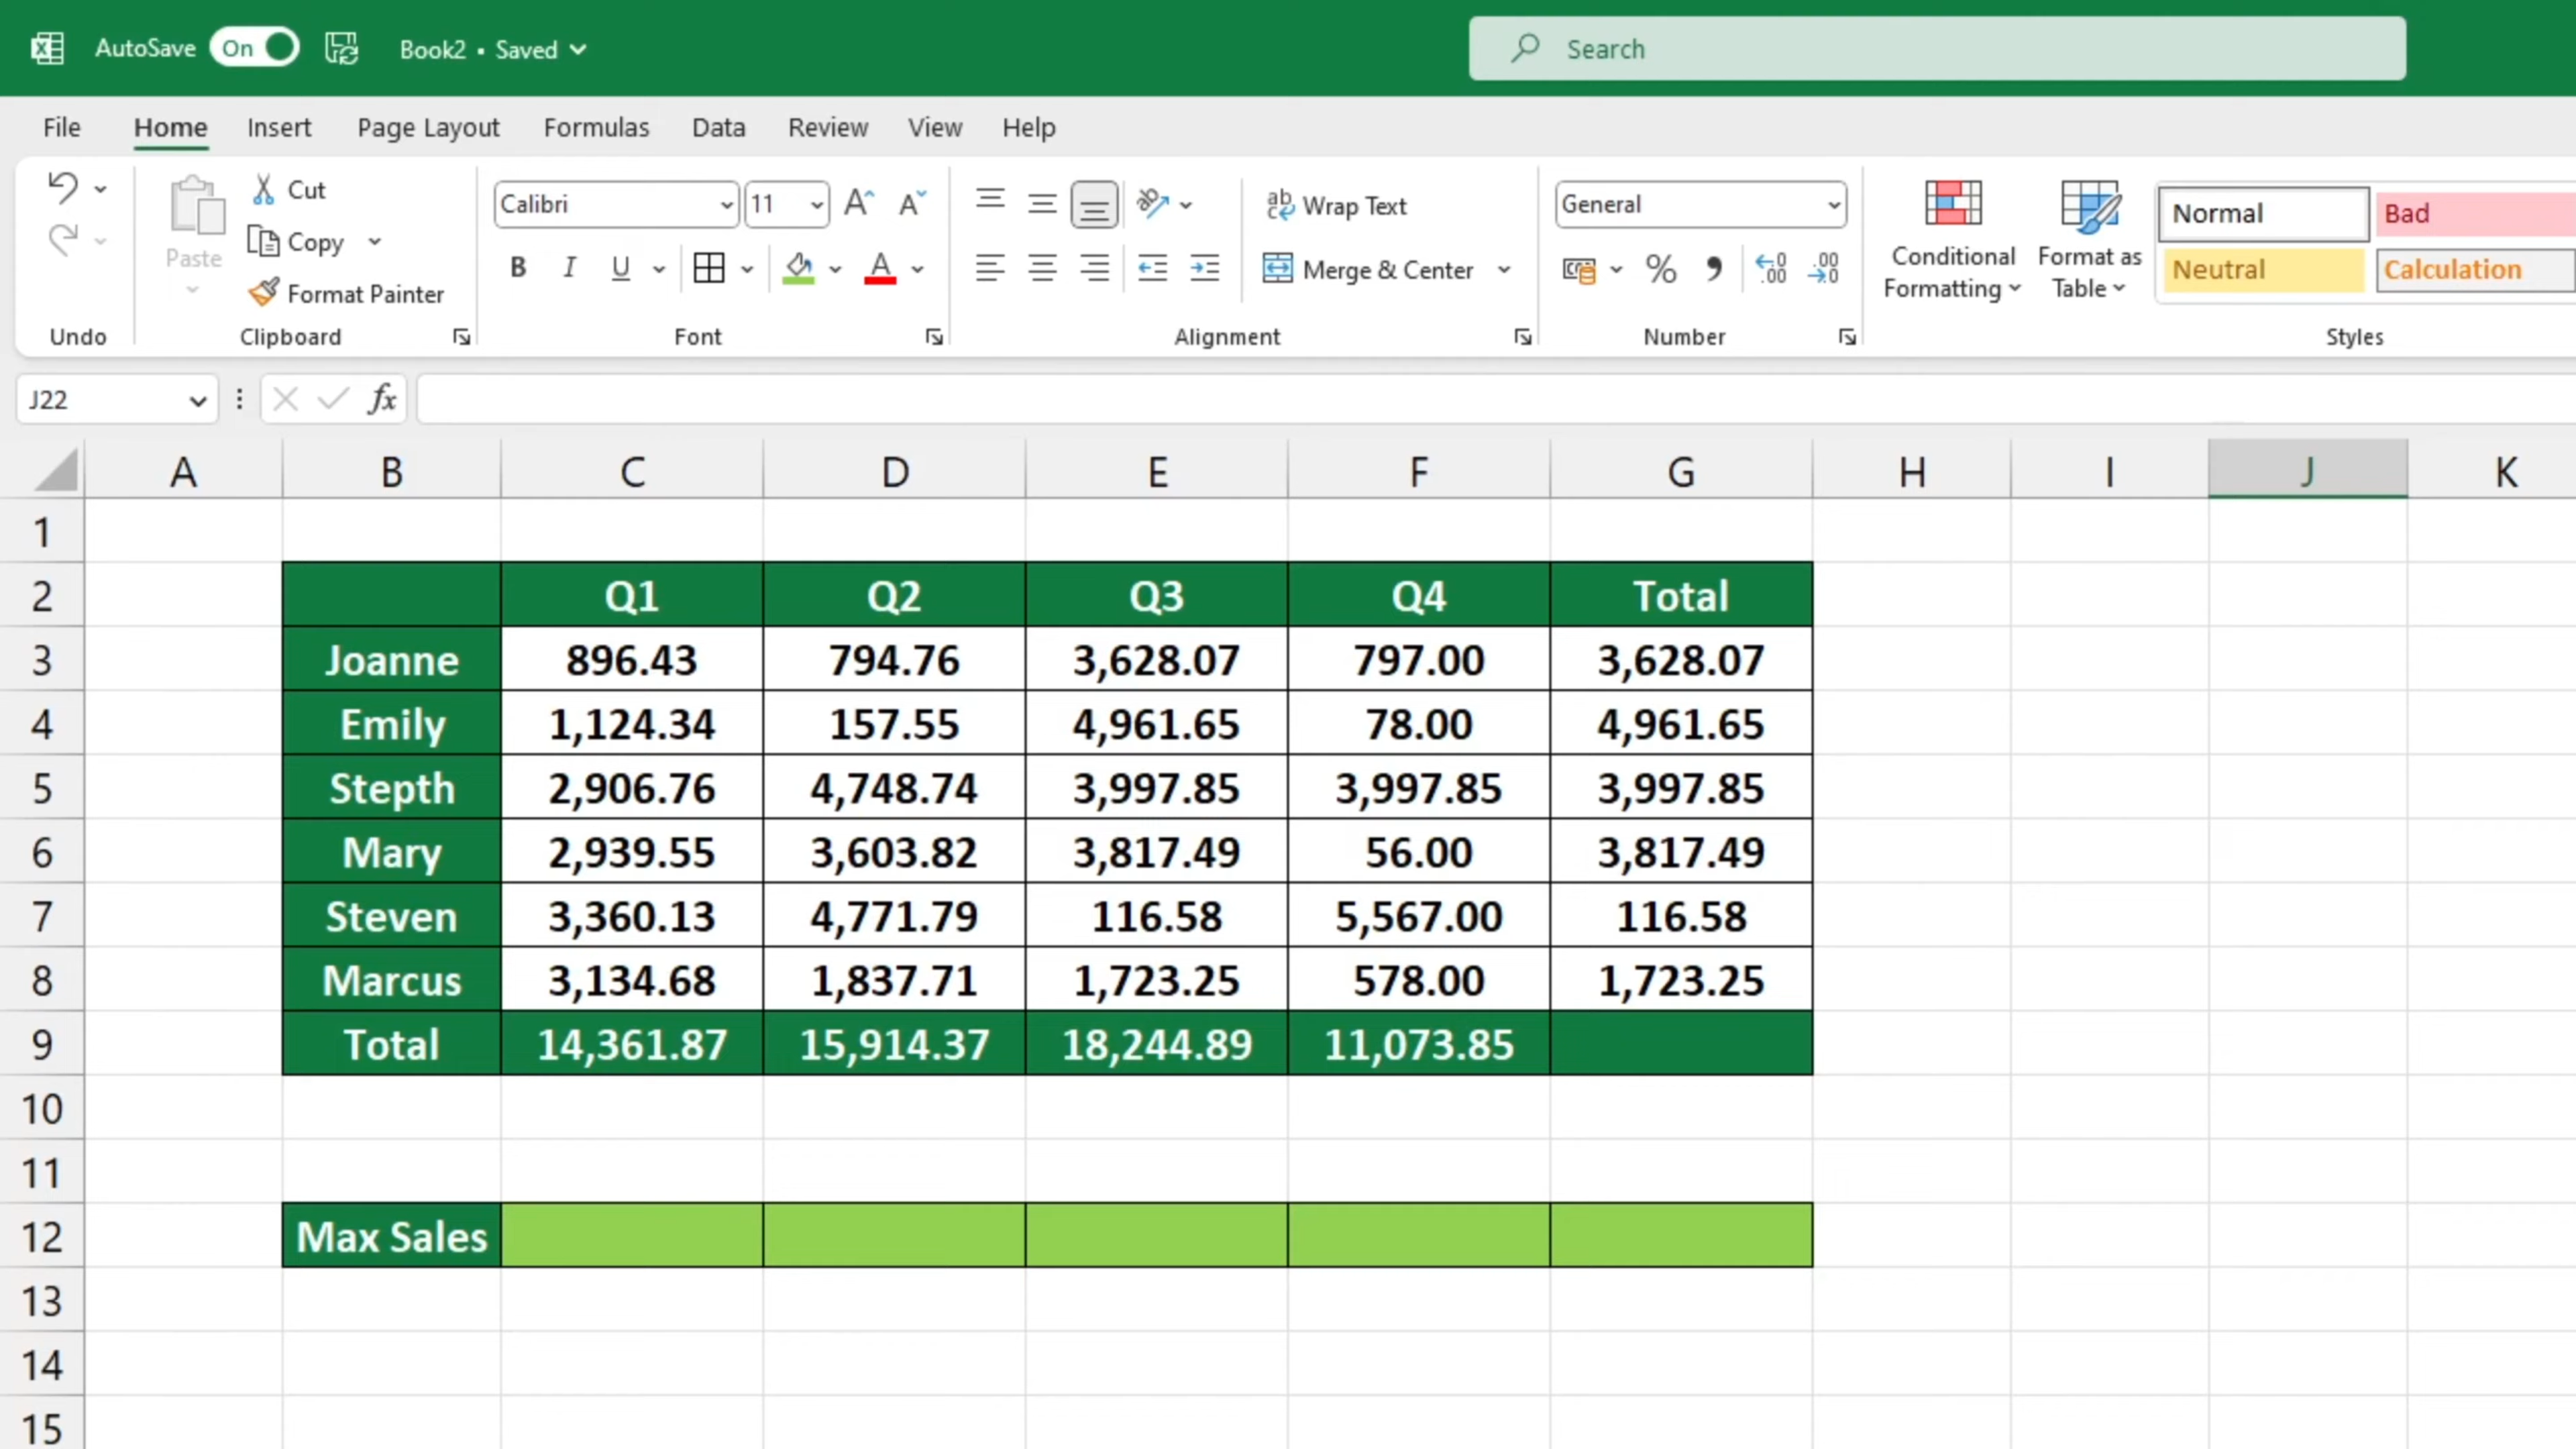 AutoSave On Book2 • Saved Search
File Home Insert Page Layout Formulas Data Review View Help
Cut Calibri 11 Wrap Text General Normal Bad
Paste Copy Conditional Format as
B I U A Merge & Center % Formatting Table Neutral Calculation
Format Painter
Undo Clipboard Font Alignment Number Styles
J22 fx
A B C D E F G H I J K
1
2 Q1 Q2 Q3 Q4 Total
3 Joanne 896.43 794.76 3,628.07 797.00 3,628.07
4 Emily 1,124.34 157.55 4,961.65 78.00 4,961.65
5 Stepth 2,906.76 4,748.74 3,997.85 3,997.85 3,997.85
6 Mary 2,939.55 3,603.82 3,817.49 56.00 3,817.49
7 Steven 3,360.13 4,771.79 116.58 5,567.00 116.58
8 Marcus 3,134.68 1,837.71 1,723.25 578.00 1,723.25
9 Total 14,361.87 15,914.37 18,244.89 11,073.85
10
11
12 Max Sales
13
14
15